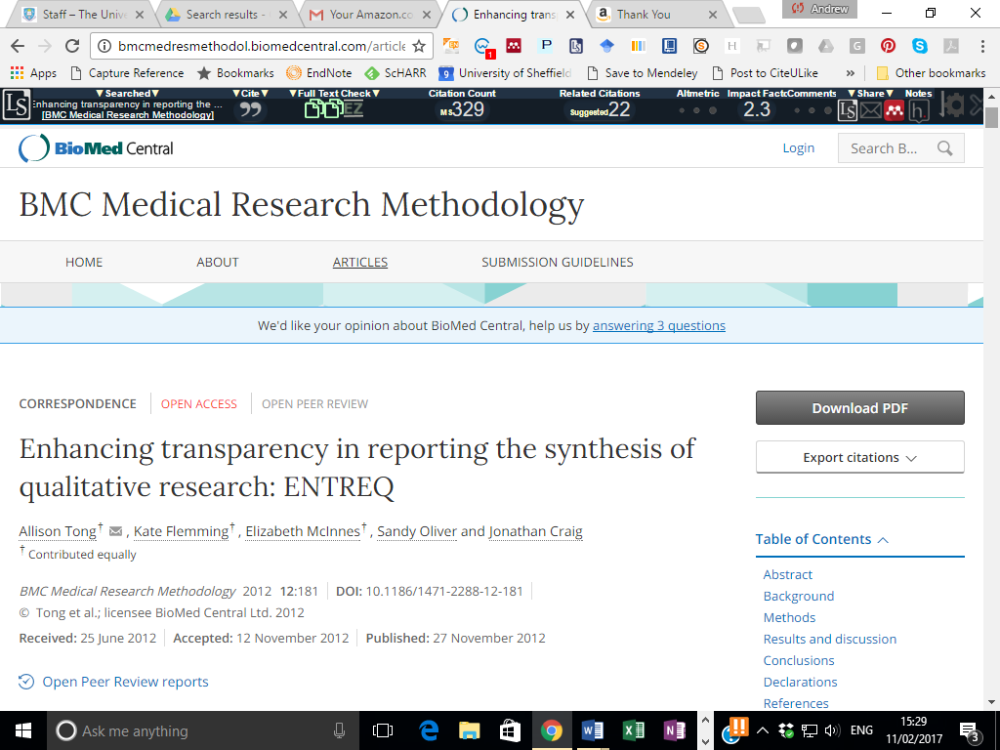 Staff – The Unive
Search results -
Your Amazon.co
Enhancing trans
Thank You
Andrew
bmcmedresmethodol.biomedcentral.com/article
Apps
Capture Reference
Bookmarks
EndNote
ScHARR
University of Sheffield
Save to Mendeley
Post to CiteULike
»
Other bookmarks
▼Searched▼
▼Cite▼
▼Full Text Check▼
Citation Count
Related Citations
Altmetric
Impact Factor
Comments
▼Share▼
Notes
LS
Enhancing transparency in reporting the ...
[BMC Medical Research Methodology]
EZ
MS329
Suggested22
2.3
BioMed Central
Login
Search B...
BMC Medical Research Methodology
HOME
ABOUT
ARTICLES
SUBMISSION GUIDELINES
We'd like your opinion about BioMed Central, help us by answering 3 questions
CORRESPONDENCE
OPEN ACCESS
OPEN PEER REVIEW
Download PDF
Export citations
Enhancing transparency in reporting the synthesis of
qualitative research: ENTREQ
Allison Tong† , Kate Flemming† , Elizabeth McInnes† , Sandy Oliver and Jonathan Craig
† Contributed equally
BMC Medical Research Methodology 2012 12:181 DOI: 10.1186/1471-2288-12-181
© Tong et al.; licensee BioMed Central Ltd. 2012
Received: 25 June 2012 Accepted: 12 November 2012 Published: 27 November 2012
Open Peer Review reports
Table of Contents
Abstract
Background
Methods
Results and discussion
Conclusions
Declarations
References
Ask me anything
ENG
15:29
11/02/2017
3